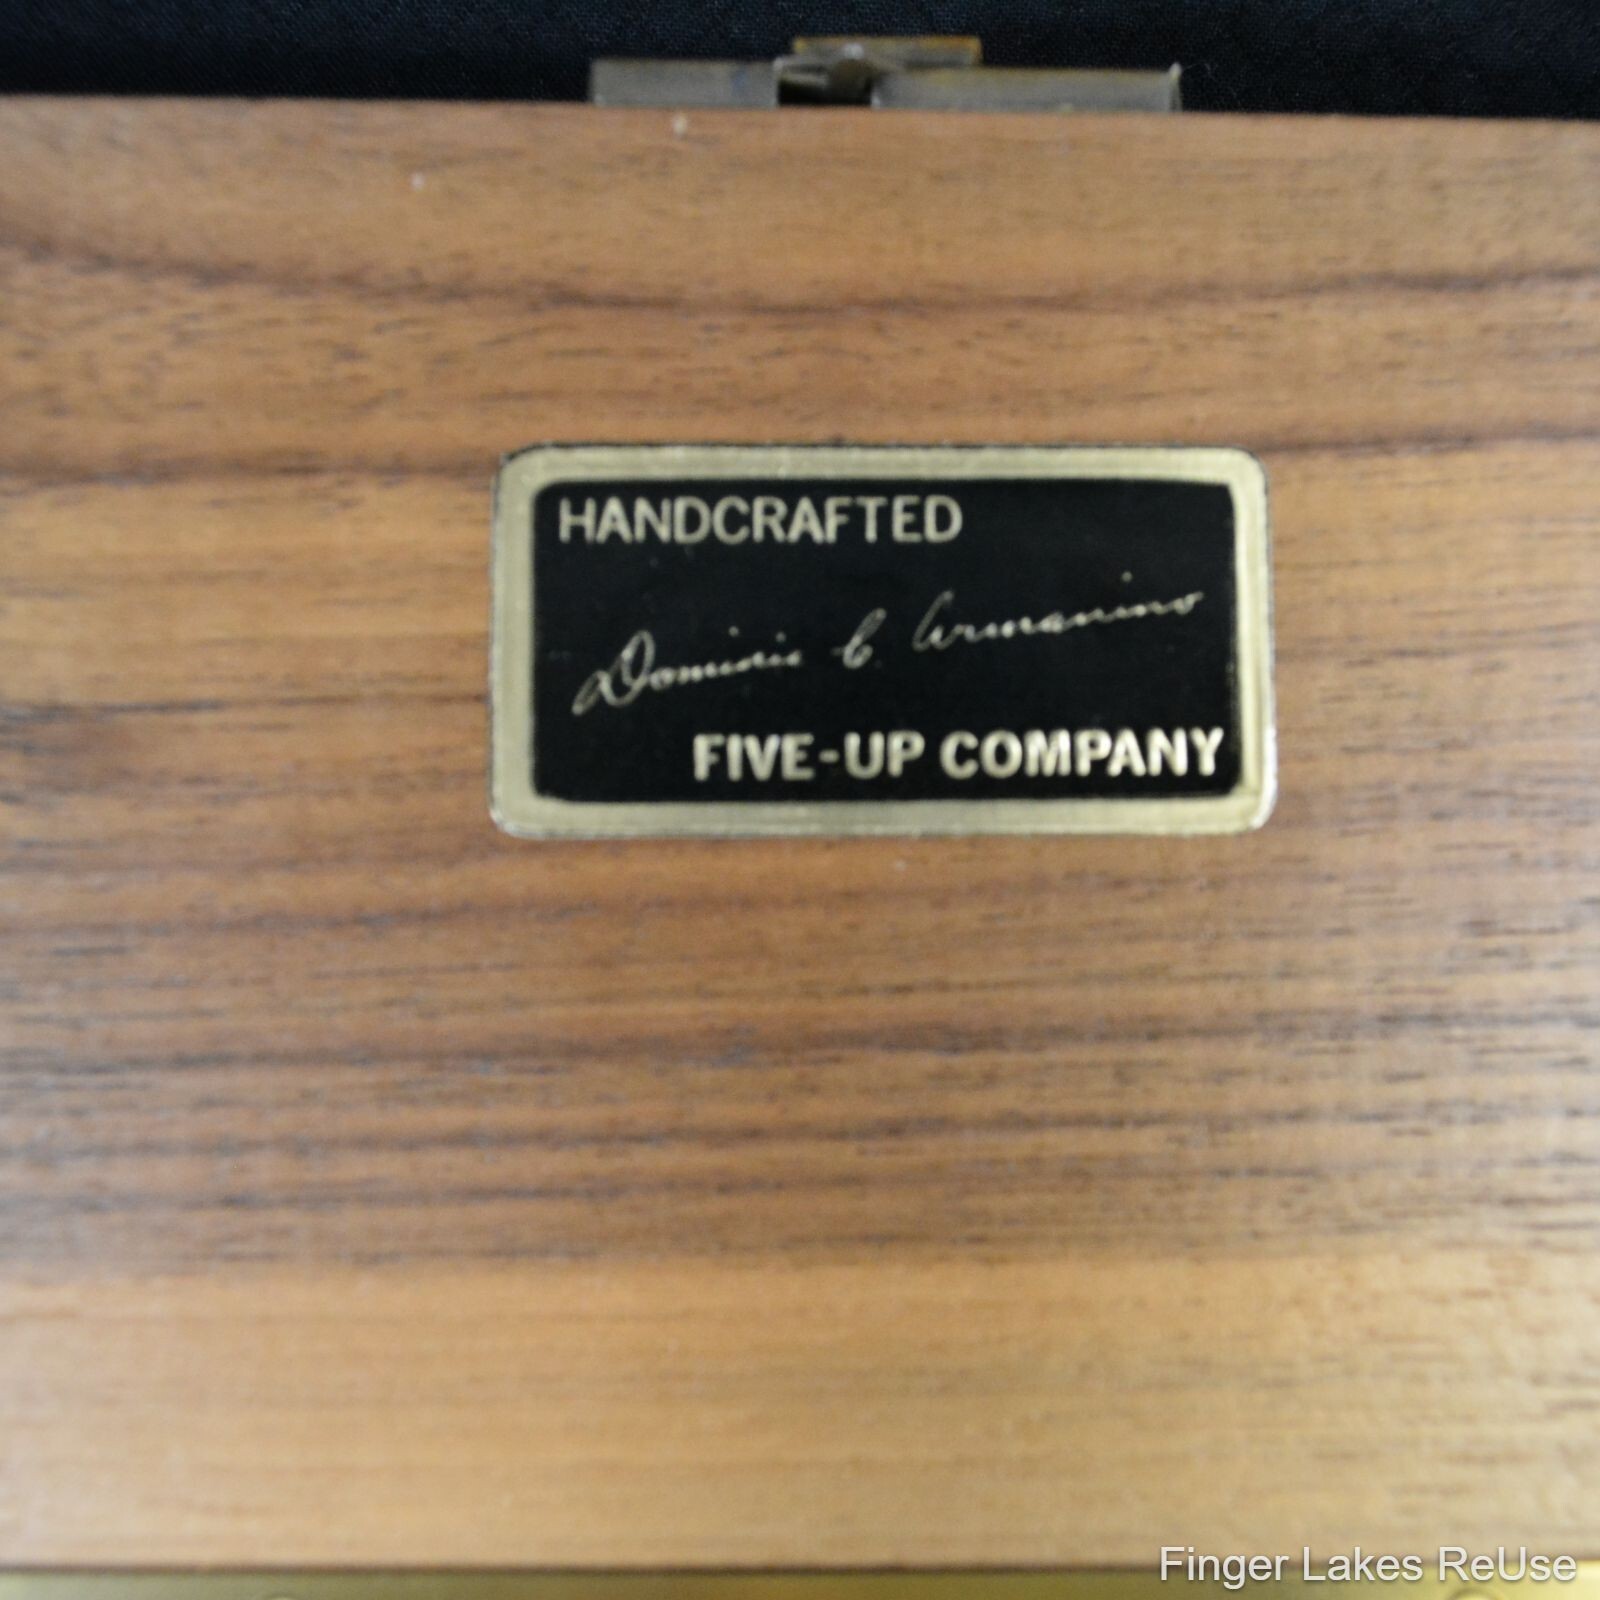 HANDCRAFTED
Dominic C. Armanino
FIVE-UP COMPANY
Finger Lakes ReUse